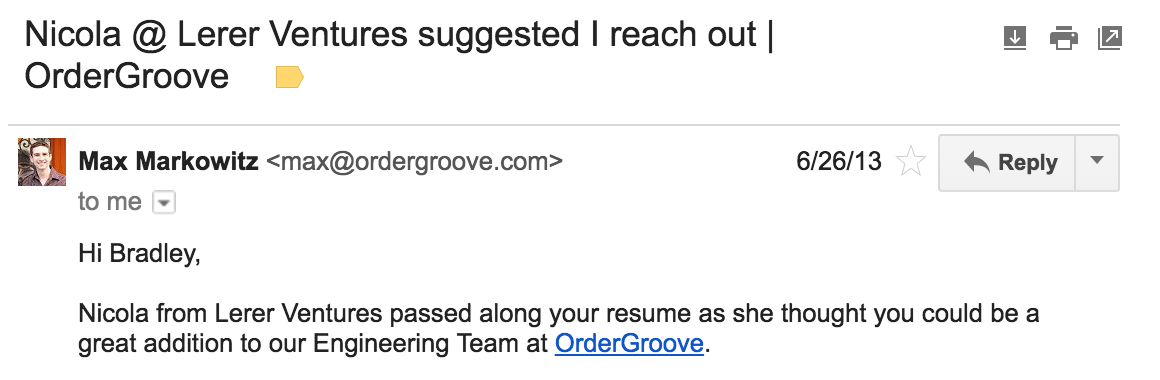 Nicola @ Lerer Ventures suggested I reach out |
OrderGroove
Max Markowitz <max@ordergroove.com>
6/26/13
Reply
to me
Hi Bradley,
Nicola from Lerer Ventures passed along your resume as she thought you could be a
great addition to our Engineering Team at OrderGroove.